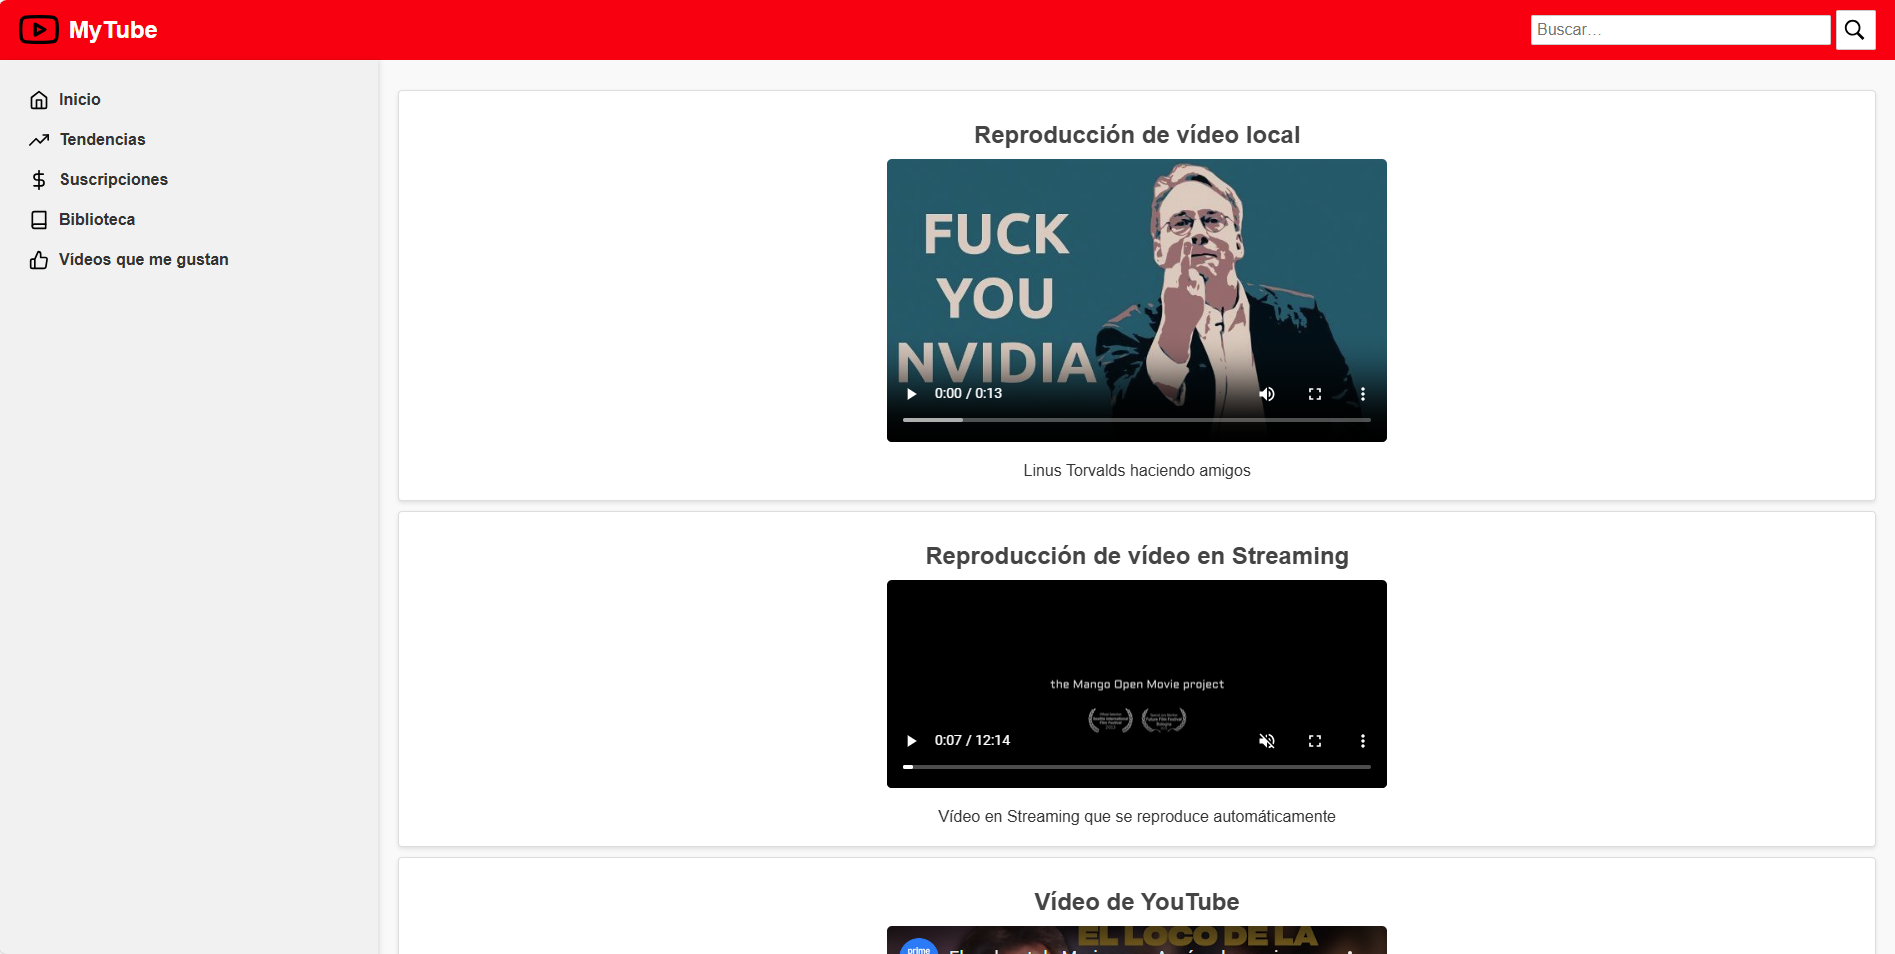 MyTube
Buscar...
Inicio
Tendencias
Suscripciones
Biblioteca
Vídeos que me gustan
Reproducción de vídeo local
FUCK
YOU
NVIDIA
0:00 / 0:13
Linus Torvalds haciendo amigos
Reproducción de vídeo en Streaming
the Mango Open Movie project
0:07 / 12:14
Vídeo en Streaming que se reproduce automáticamente
Vídeo de YouTube
EL LOCO DE LA
prime